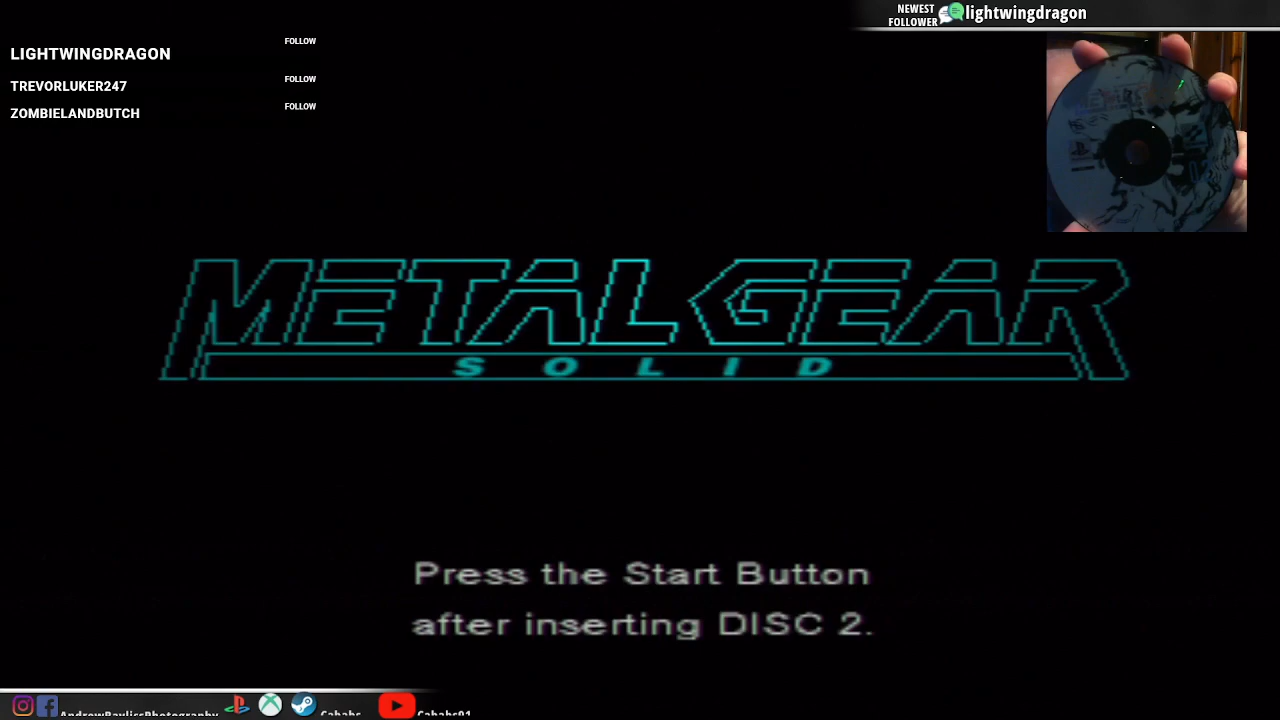 NEWEST
FOLLOWER
lightwingdragon
LIGHTWINGDRAGON
FOLLOW
TREVORLUKER247
FOLLOW
ZOMBIELANDBUTCH
FOLLOW
METAL GEAR
SOLID
Press the Start Button
after inserting DISC 2.
AndrewBaylissPhotography